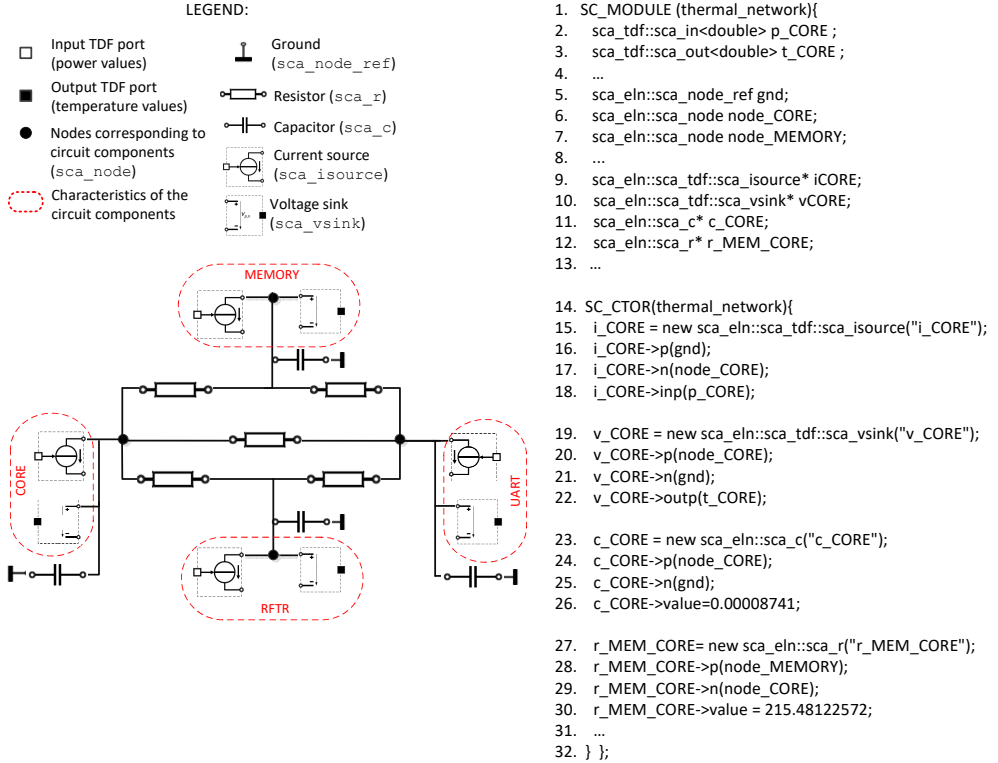 LEGEND:
Input TDF port
(power values)
Output TDF port
(temperature values)
Nodes corresponding to
circuit components
(sca_node)
Characteristics of the
circuit components
Ground
(sca_node_ref)
Resistor (sca_r)
Capacitor (sca_c)
Current source
(sca_isource)
Voltage sink
(sca_vsink)
MEMORY
CORE
UART
RFTR
1. SC_MODULE (thermal_network){
2. sca_tdf::sca_in<double> p_CORE ;
3. sca_tdf::sca_out<double> t_CORE ;
4. …
5. sca_eln::sca_node_ref gnd;
6. sca_eln::sca_node node_CORE;
7. sca_eln::sca_node node_MEMORY;
8. ...
9. sca_eln::sca_tdf::sca_isource* iCORE;
10. sca_eln::sca_tdf::sca_vsink* vCORE;
11. sca_eln::sca_c* c_CORE;
12. sca_eln::sca_r* r_MEM_CORE;
13. …
14. SC_CTOR(thermal_network){
15. i_CORE = new sca_eln::sca_tdf::sca_isource("i_CORE");
16. i_CORE->p(gnd);
17. i_CORE->n(node_CORE);
18. i_CORE->inp(p_CORE);
19. v_CORE = new sca_eln::sca_tdf::sca_vsink("v_CORE");
20. v_CORE->p(node_CORE);
21. v_CORE->n(gnd);
22. v_CORE->outp(t_CORE);
23. c_CORE = new sca_eln::sca_c("c_CORE");
24. c_CORE->p(node_CORE);
25. c_CORE->n(gnd);
26. c_CORE->value=0.00008741;
27. r_MEM_CORE= new sca_eln::sca_r("r_MEM_CORE");
28. r_MEM_CORE->p(node_MEMORY);
29. r_MEM_CORE->n(node_CORE);
30. r_MEM_CORE->value = 215.48122572;
31. …
32. } };